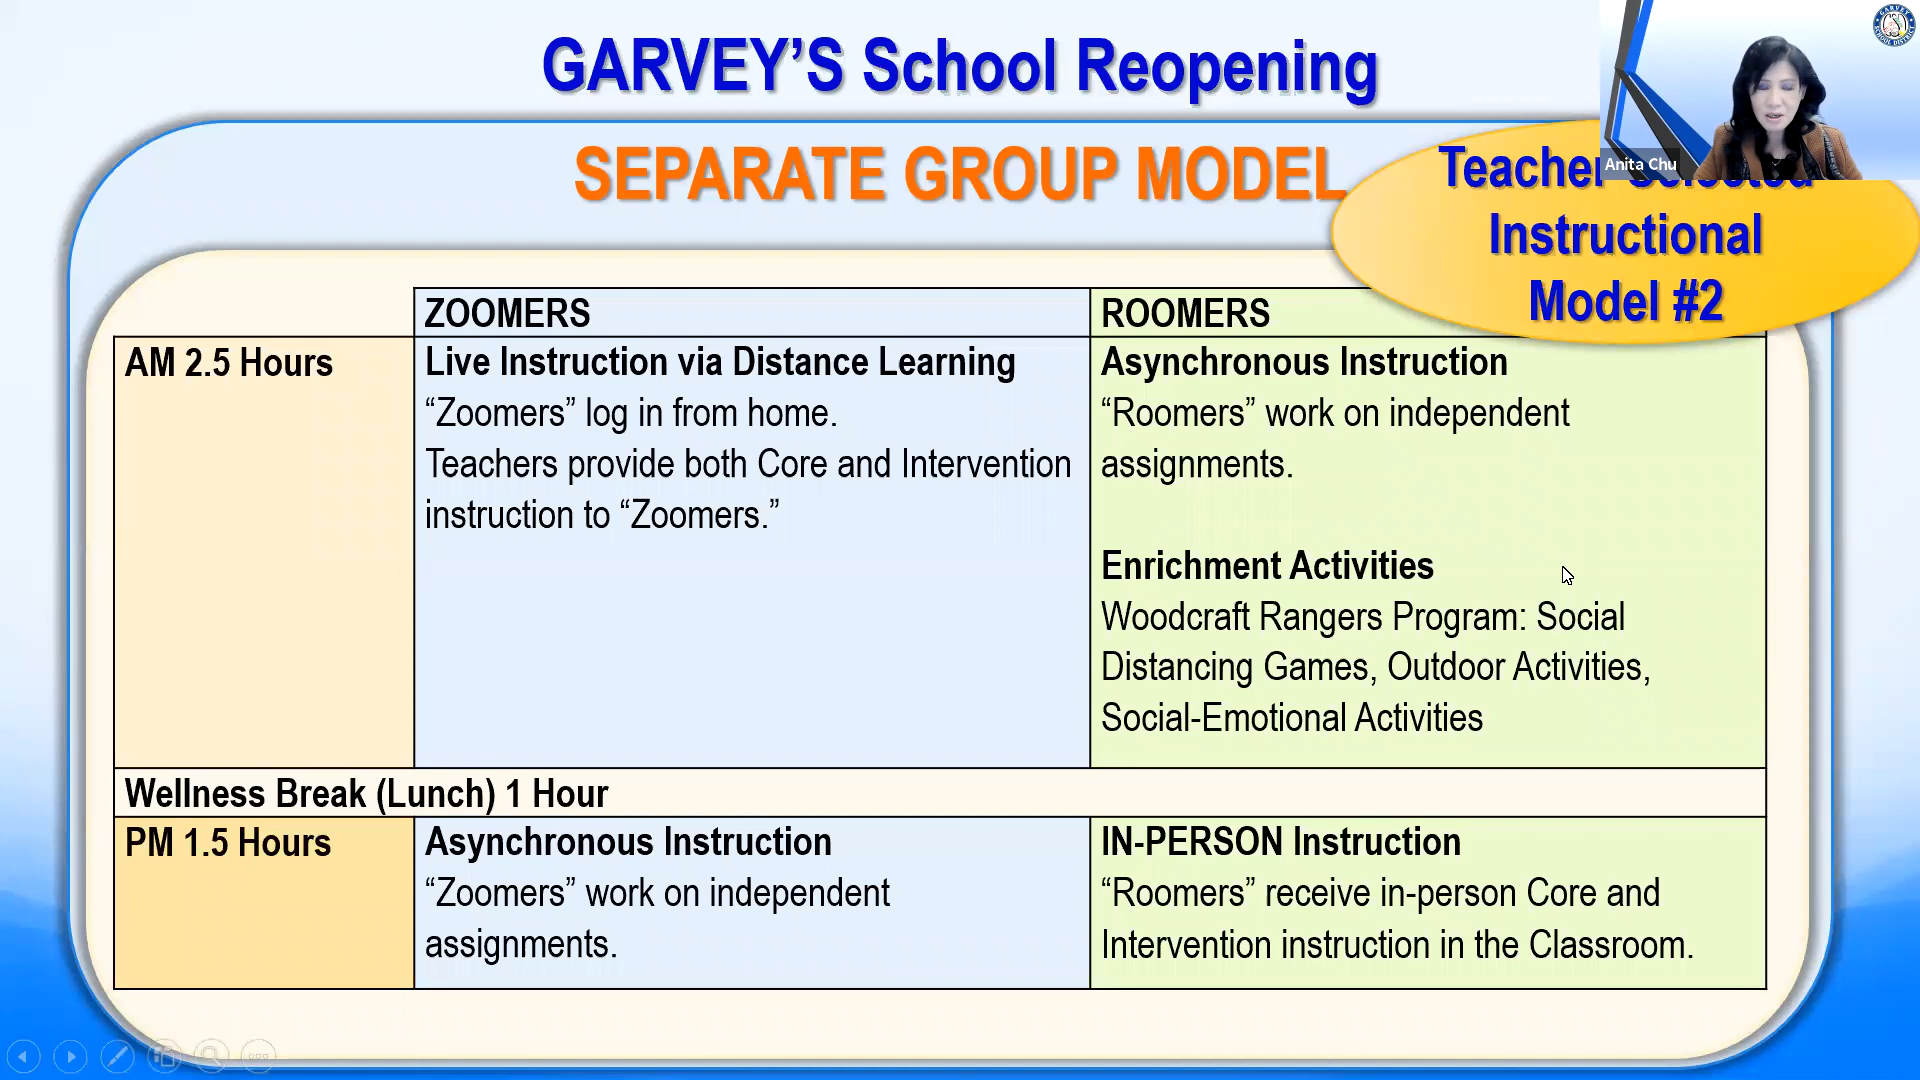 GARVEY’S School Reopening
SEPARATE GROUP MODEL
Anita Chu
Teacher Selected
Instructional
Model #2
ZOOMERS
ROOMERS
AM 2.5 Hours
Live Instruction via Distance Learning
“Zoomers” log in from home.
Teachers provide both Core and Intervention
instruction to “Zoomers.”
Asynchronous Instruction
“Roomers” work on independent
assignments.
Enrichment Activities
Woodcraft Rangers Program: Social
Distancing Games, Outdoor Activities,
Social-Emotional Activities
Wellness Break (Lunch) 1 Hour
PM 1.5 Hours
Asynchronous Instruction
“Zoomers” work on independent
assignments.
IN-PERSON Instruction
“Roomers” receive in-person Core and
Intervention instruction in the Classroom.